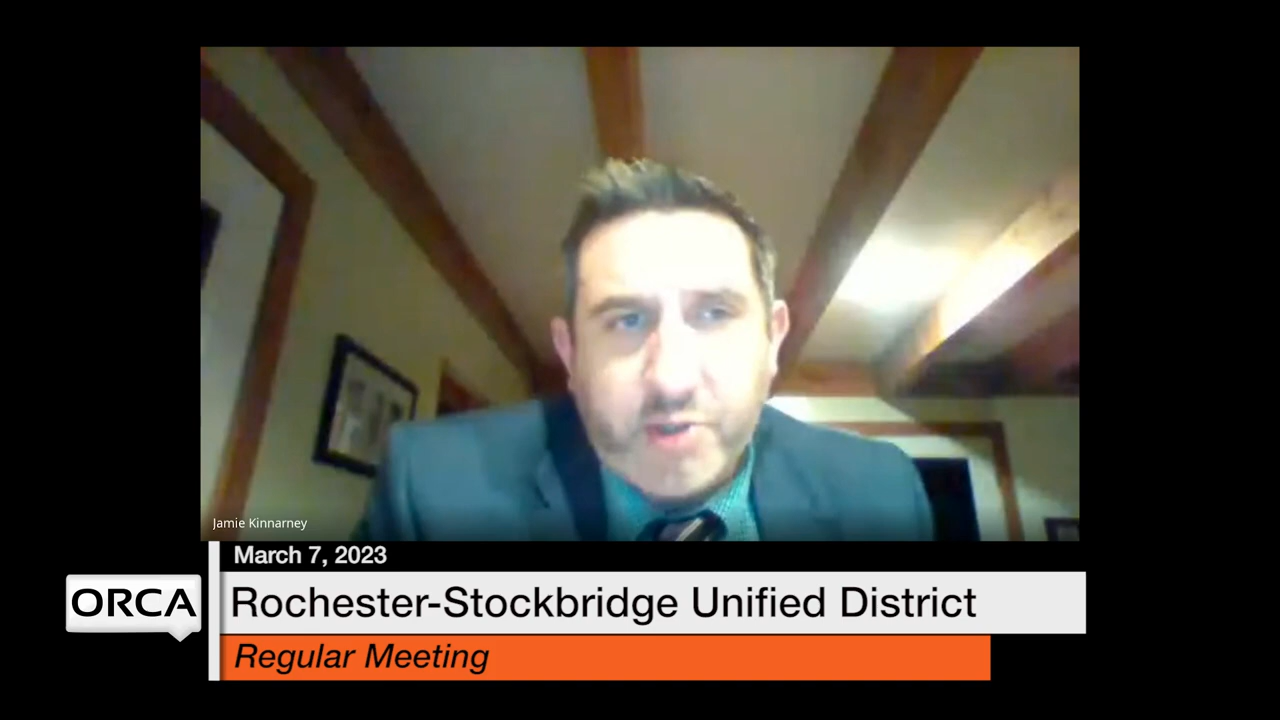 Jamie Kinnarney
March 7, 2023
ORCA
Rochester-Stockbridge Unified District
Regular Meeting